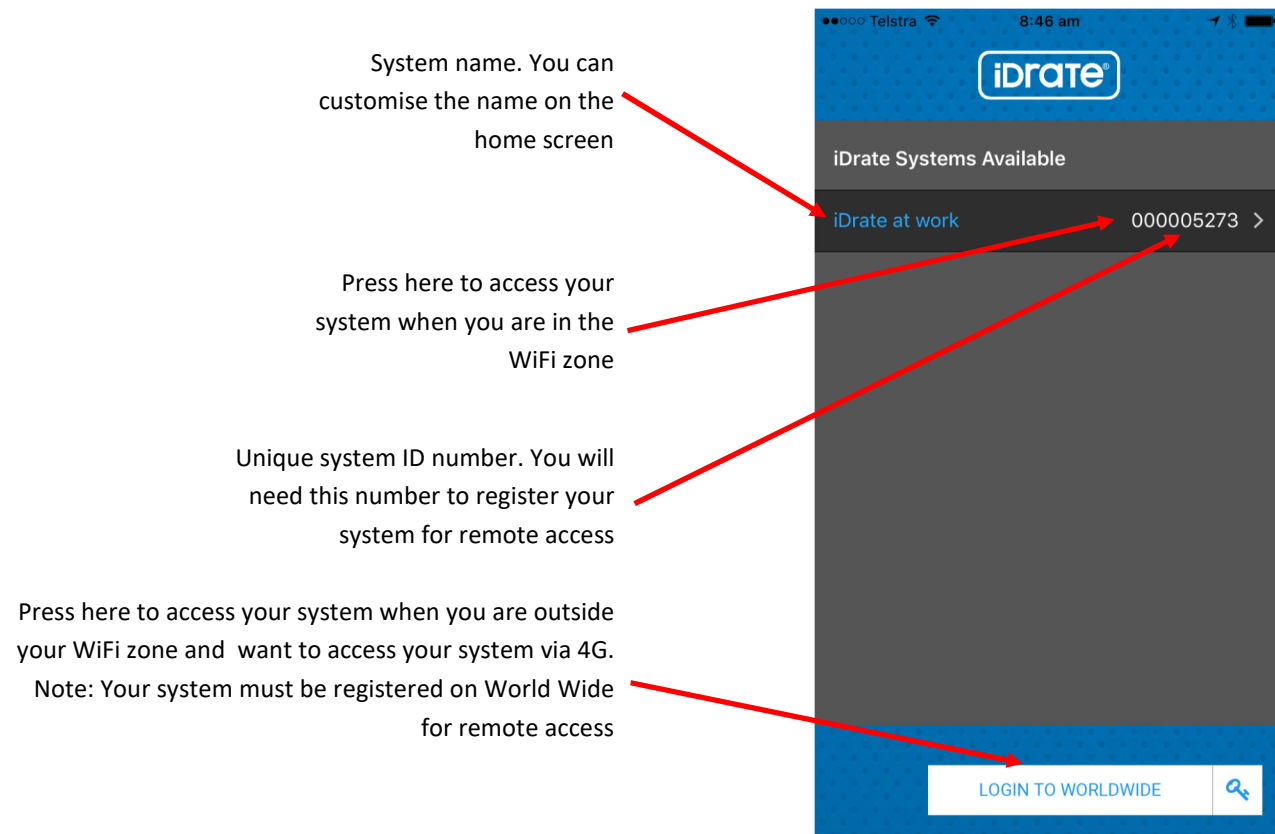 System name. You can
customise the name on the
home screen
Press here to access your
system when you are in the
WiFi zone
Unique system ID number. You will
need this number to register your
system for remote access
Press here to access your system when you are outside
your WiFi zone and  want to access your system via 4G.
Note: Your system must be registered on World Wide
for remote access
Telstra 8:46 am
iDrate®
iDrate Systems Available
iDrate at work 000005273 >
LOGIN TO WORLDWIDE